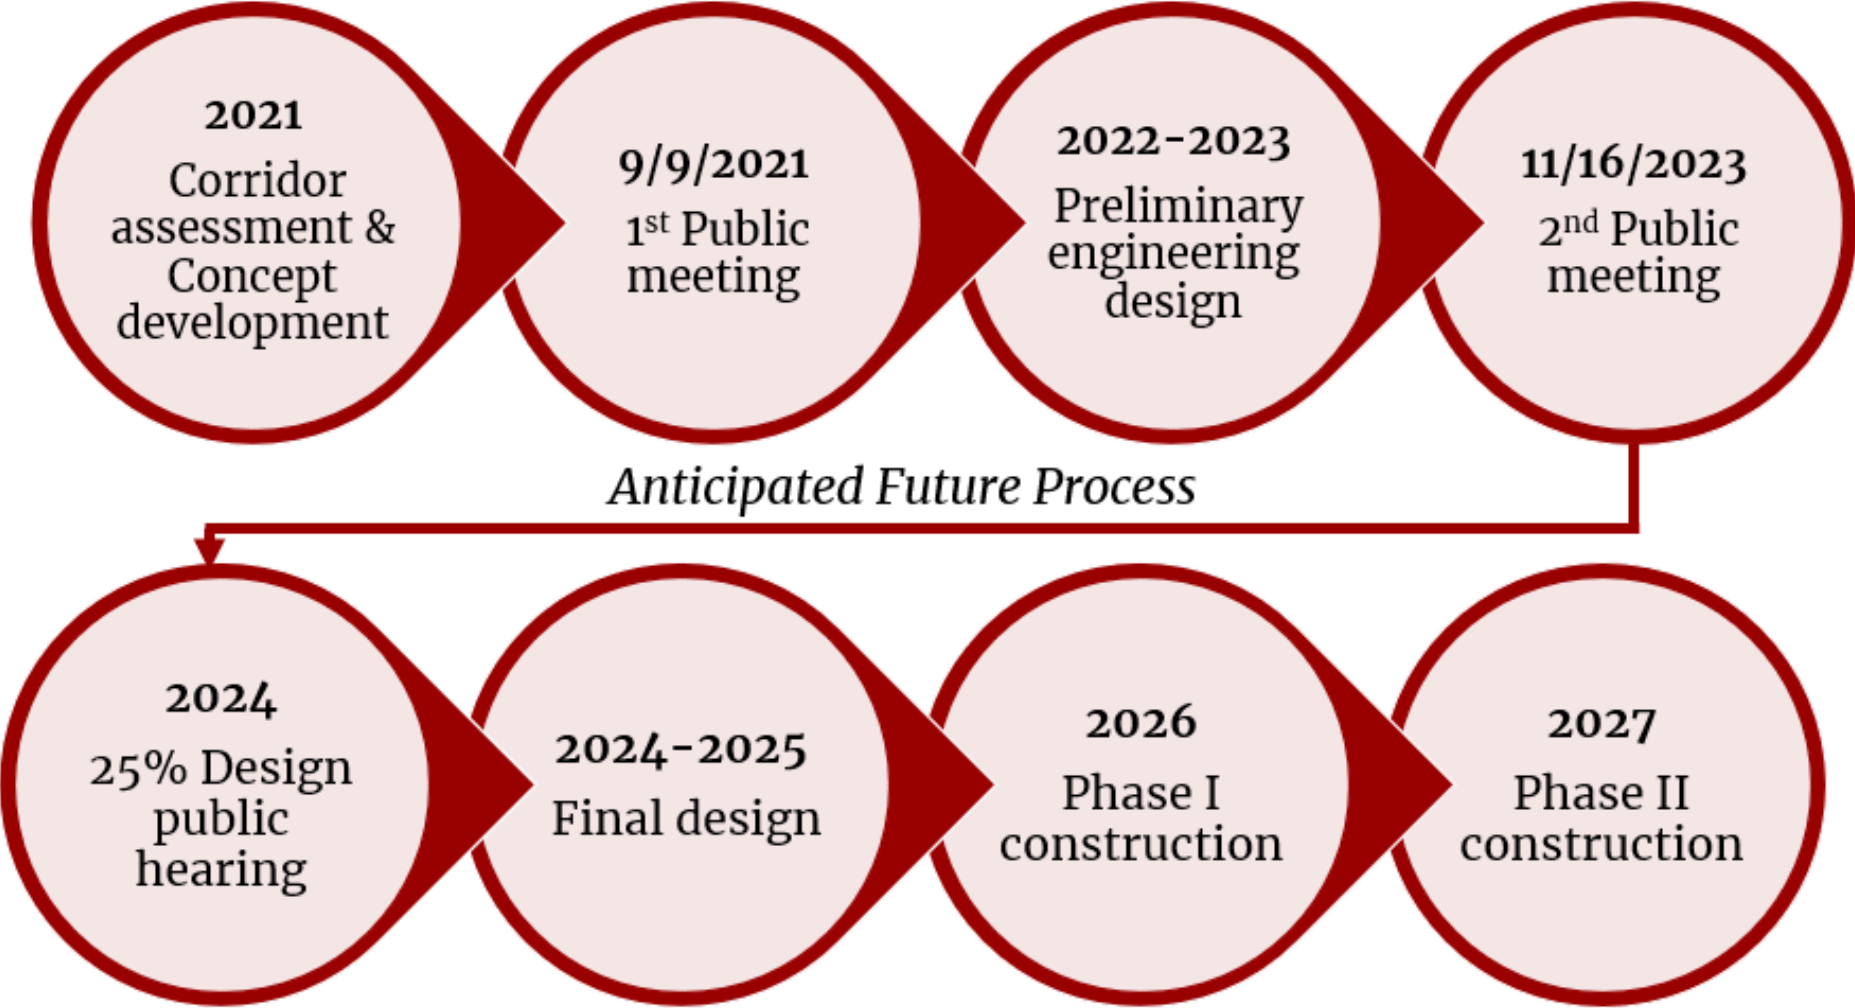 2021
Corridor
assessment &
Concept
development
9/9/2021
1st Public
meeting
2022-2023
Preliminary
engineering
design
11/16/2023
2nd Public
meeting
Anticipated Future Process
2024
25% Design
public
hearing
2024-2025
Final design
2026
Phase I
construction
2027
Phase II
construction